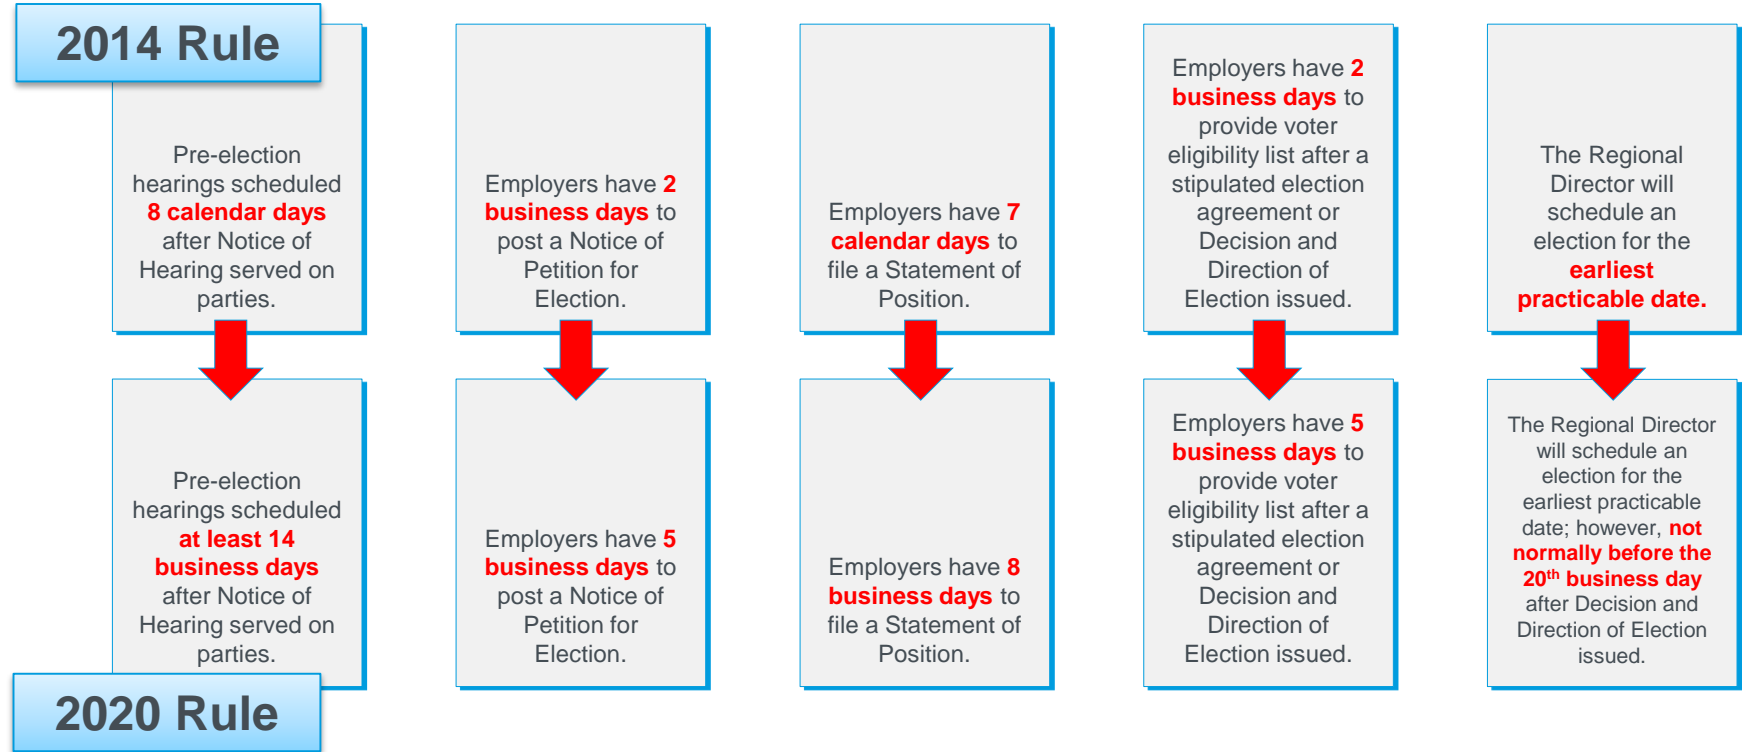 2014 Rule
Pre-election
hearings scheduled
8 calendar days
after Notice of
Hearing served on
parties.
Employers have 2
business days to
post a Notice of
Petition for
Election.
Employers have 7
calendar days to
file a Statement of
Position.
Employers have 2
business days to
provide voter
eligibility list after a
stipulated election
agreement or
Decision and
Direction of
Election issued.
The Regional
Director will
schedule an
election for the
earliest
practicable date.
Pre-election
hearings scheduled
at least 14
business days
after Notice of
Hearing served on
parties.
Employers have 5
business days to
post a Notice of
Petition for
Election.
Employers have 8
business days to
file a Statement of
Position.
Employers have 5
business days to
provide voter
eligibility list after a
stipulated election
agreement or
Decision and
Direction of
Election issued.
The Regional Director
will schedule an
election for the
earliest practicable
date; however, not
normally before the
20th business day
after Decision and
Direction of Election
issued.
2020 Rule